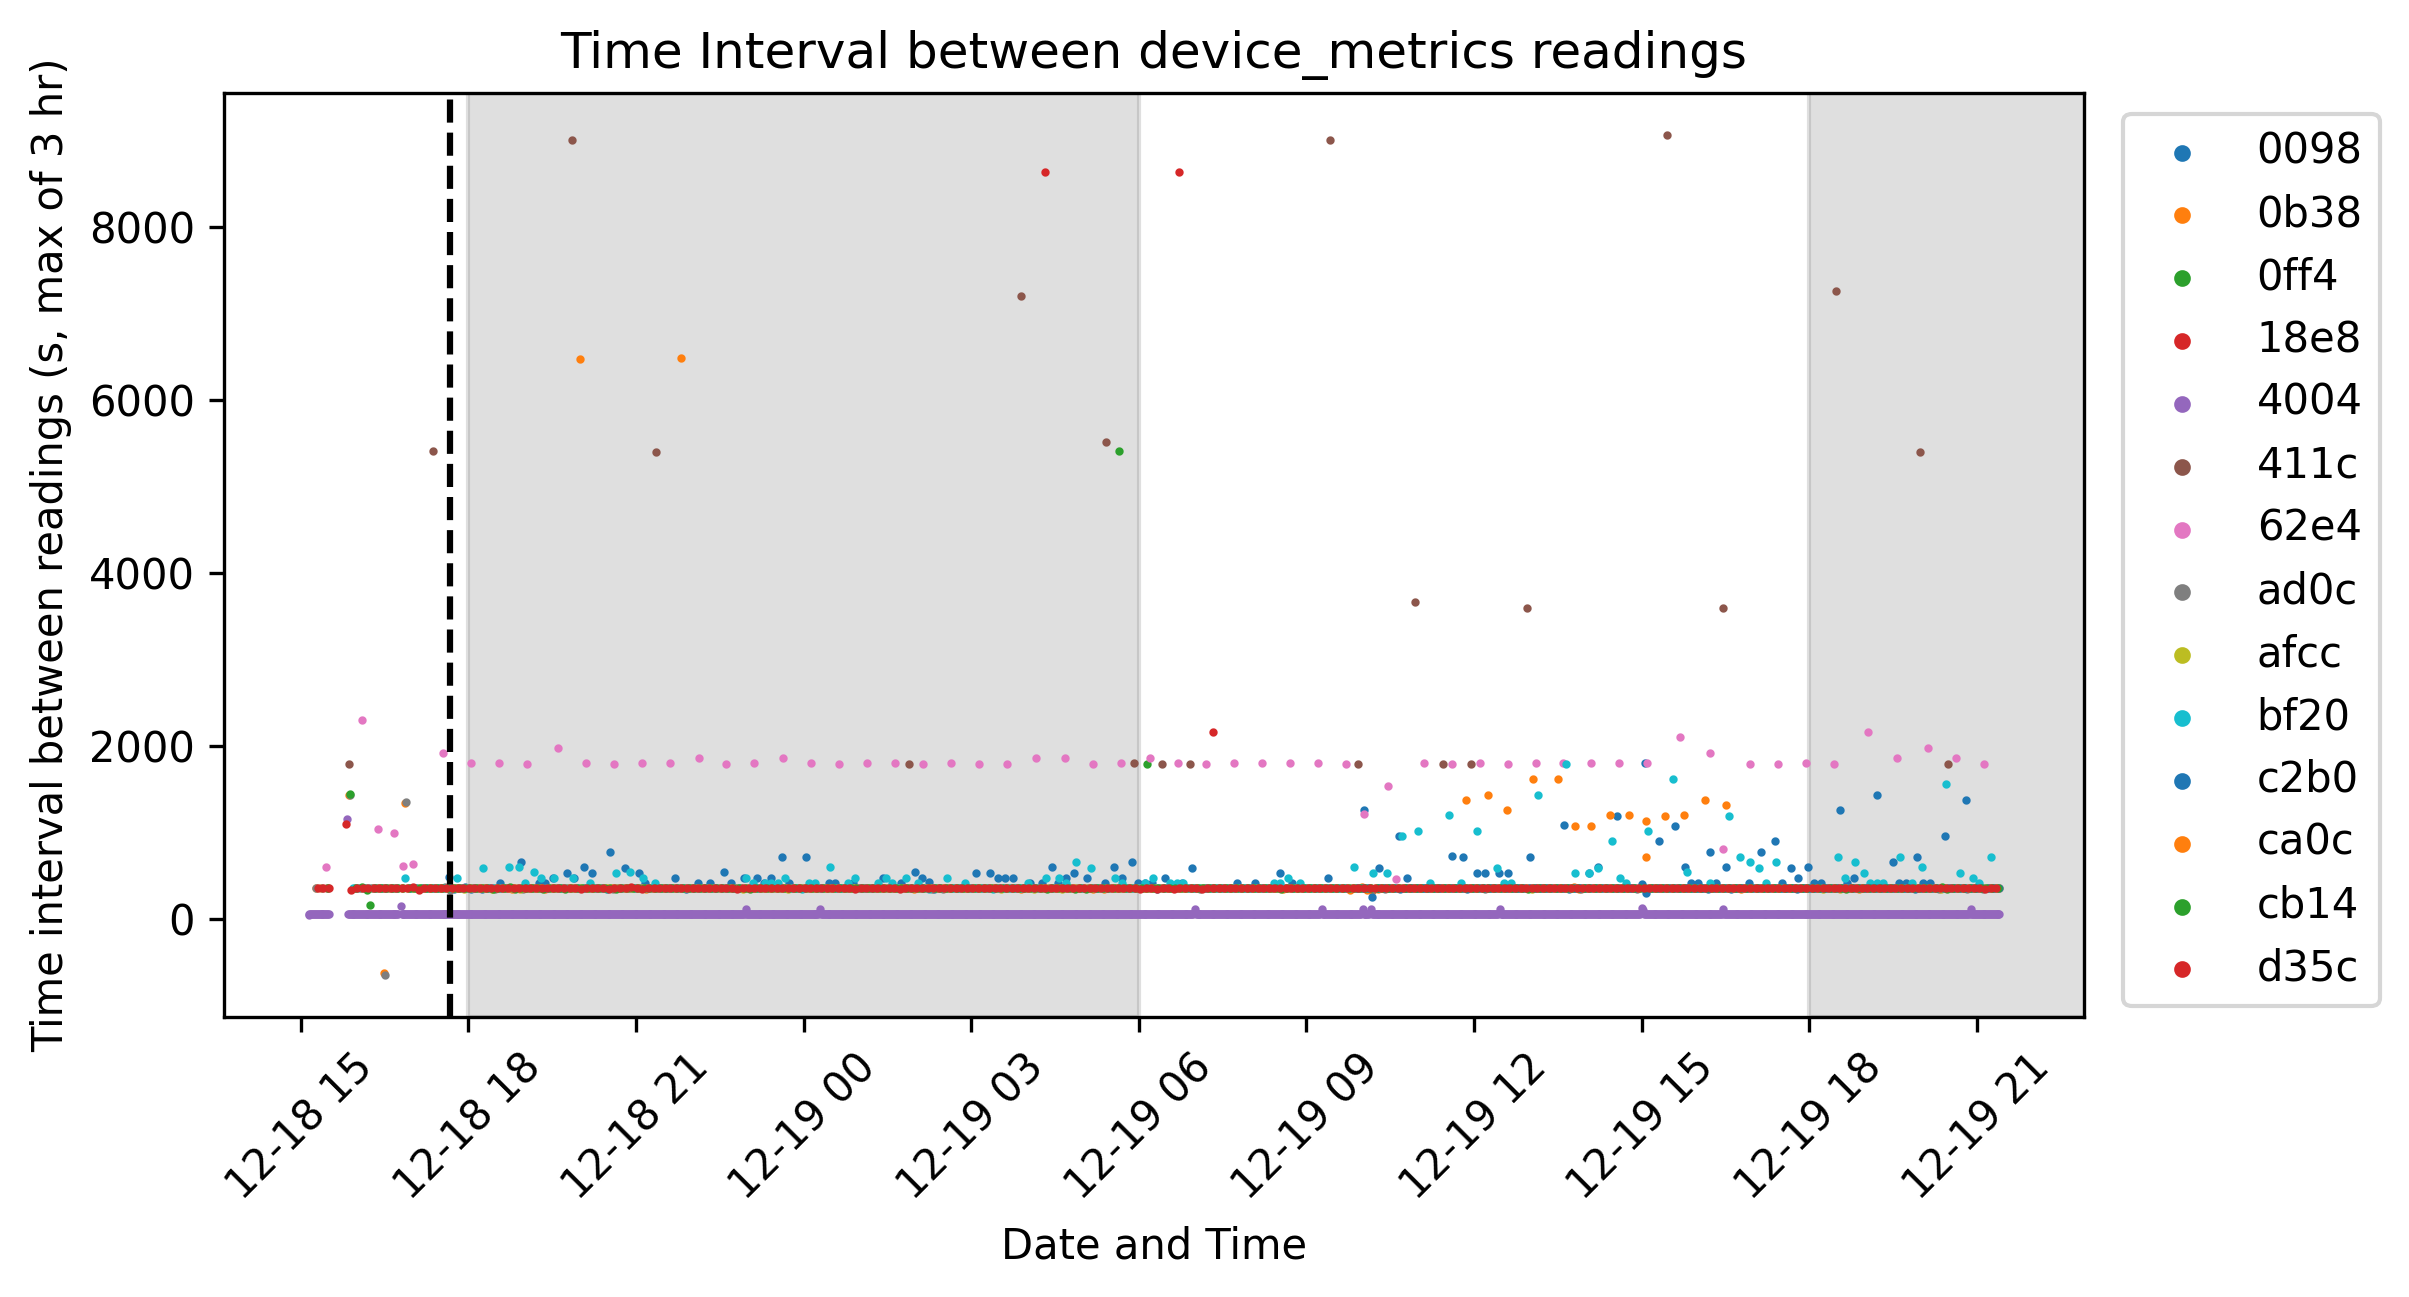 Time Interval between device_metrics readings
Time interval between readings (s, max of 3 hr)
8000
6000
4000
2000
0
12-18 15
12-18 18
12-18 21
12-19 00
12-19 03
12-19 06
12-19 09
12-19 12
12-19 15
12-19 18
12-19 21
Date and Time
0098
0b38
0ff4
18e8
4004
411c
62e4
ad0c
afcc
bf20
c2b0
ca0c
cb14
d35c